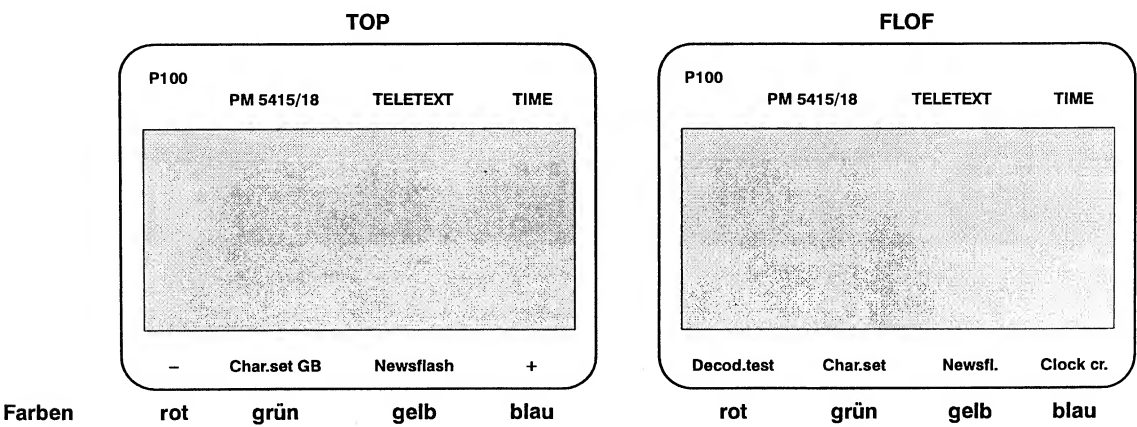 TOP FLOF
P100 P100
PM 5415/18 TELETEXT TIME PM 5415/18 TELETEXT TIME
– Char.set GB Newsflash + Decod.test Char.set Newsfl. Clock cr.
Farben rot grün gelb blau rot grün gelb blau